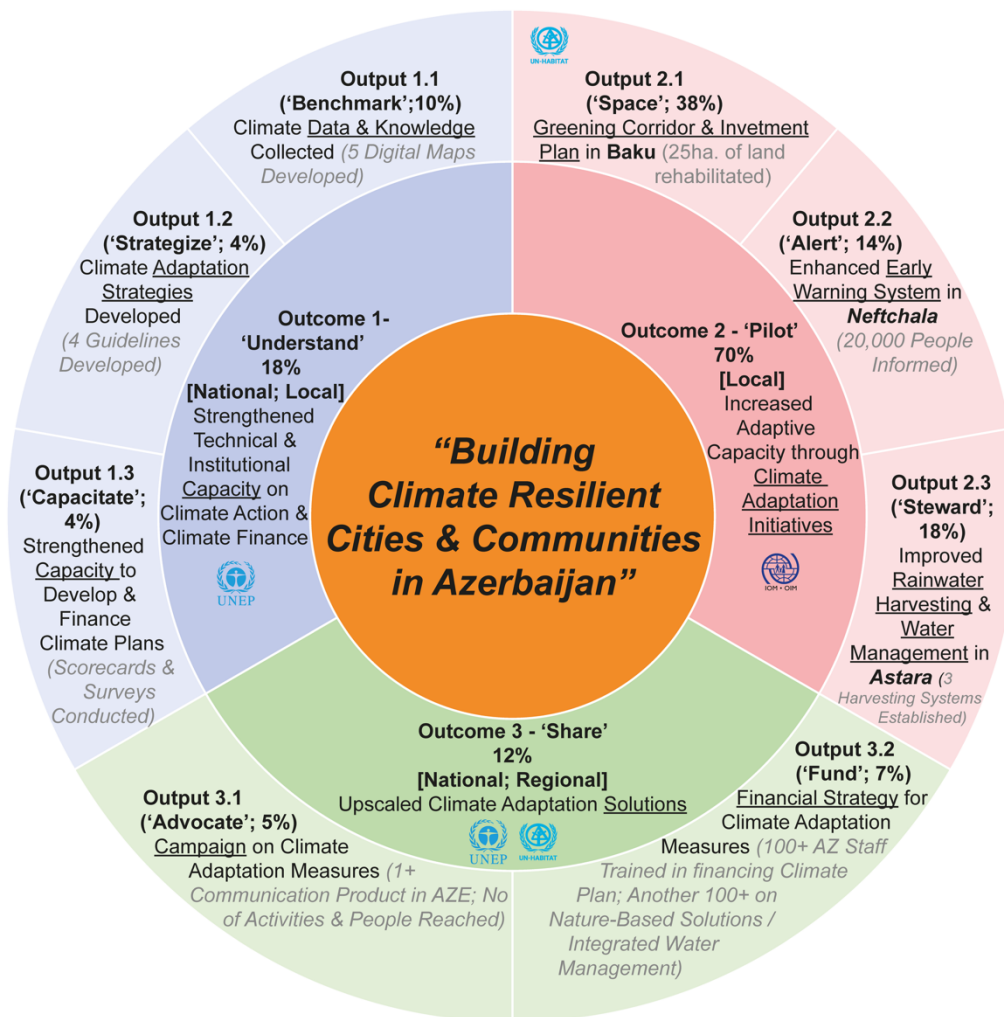 “Building
Climate Resilient
Cities & Communities
in Azerbaijan”
Outcome 1-
‘Understand’
18%
[National; Local]
Strengthened
Technical &
Institutional
Capacity on
Climate Action &
Climate Finance
UNEP
Output 1.1
(‘Benchmark’;10%)
Climate Data & Knowledge
Collected (5 Digital Maps
Developed)
Output 1.2
(‘Strategize’; 4%)
Climate Adaptation
Strategies
Developed
(4 Guidelines
Developed)
Output 1.3
(‘Capacitate’;
4%)
Strengthened
Capacity to
Develop &
Finance
Climate Plans
(Scorecards &
Surveys
Conducted)
Outcome 2 - ‘Pilot’
70%
[Local]
Increased
Adaptive
Capacity through
Climate
Adaptation
Initiatives
IOM • OIM
UN-HABITAT
Output 2.1
(‘Space’; 38%)
Greening Corridor & Invetment
Plan in Baku (25ha. of land
rehabilitated)
Output 2.2
(‘Alert’; 14%)
Enhanced Early
Warning System in
Neftchala
(20,000 People
Informed)
Output 2.3
(‘Steward’;
18%)
Improved
Rainwater
Harvesting &
Water
Management in
Astara (3
Harvesting Systems
Established)
Outcome 3 - ‘Share’
12%
[National; Regional]
Upscaled Climate Adaptation Solutions
UNEP UN-HABITAT
Output 3.1
(‘Advocate’; 5%)
Campaign on Climate
Adaptation Measures (1+
Communication Product in AZE; No
of Activities & People Reached)
Output 3.2
(‘Fund’; 7%)
Financial Strategy for
Climate Adaptation
Measures (100+ AZ Staff
Trained in financing Climate
Plan; Another 100+ on
Nature-Based Solutions /
Integrated Water
Management)